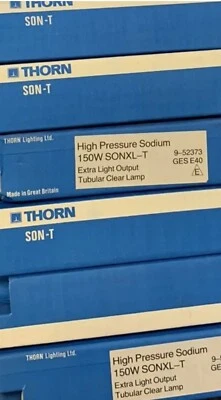 SON-T
THORN
SON-T
THORN Lighting Ltd.
High Pressure Sodium
150W SONXL-T 9-52373
Extra Light Output GES E40
Tubular Clear Lamp E
Made in Great Britain
THORN
SON-T
THORN Lighting Ltd.
High Pressure Sodium
150W SONXL-T 9-
Extra Light Output GES
Tubular Clear Lamp